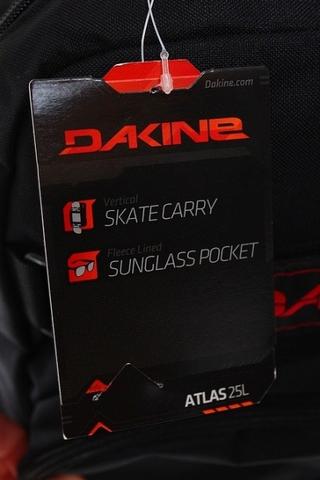 Dakine.com
DAKINE
Vertical
SKATE CARRY
Fleece Lined
SUNGLASS POCKET
ATLAS 25L